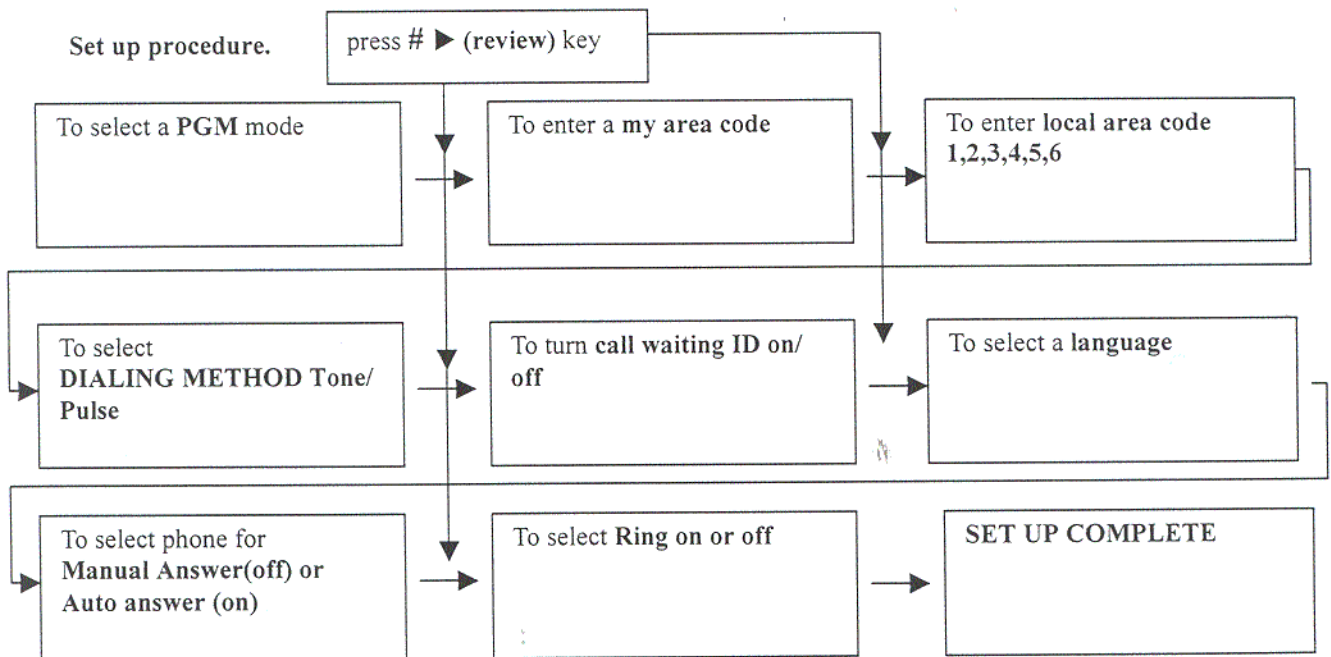 Set up procedure.
press # ▶ (review) key
To select a PGM mode
To enter a my area code
To enter local area code
1,2,3,4,5,6
To select
DIALING METHOD Tone/
Pulse
To turn call waiting ID on/
off
To select a language
To select phone for
Manual Answer(off) or
Auto answer (on)
To select Ring on or off
SET UP COMPLETE